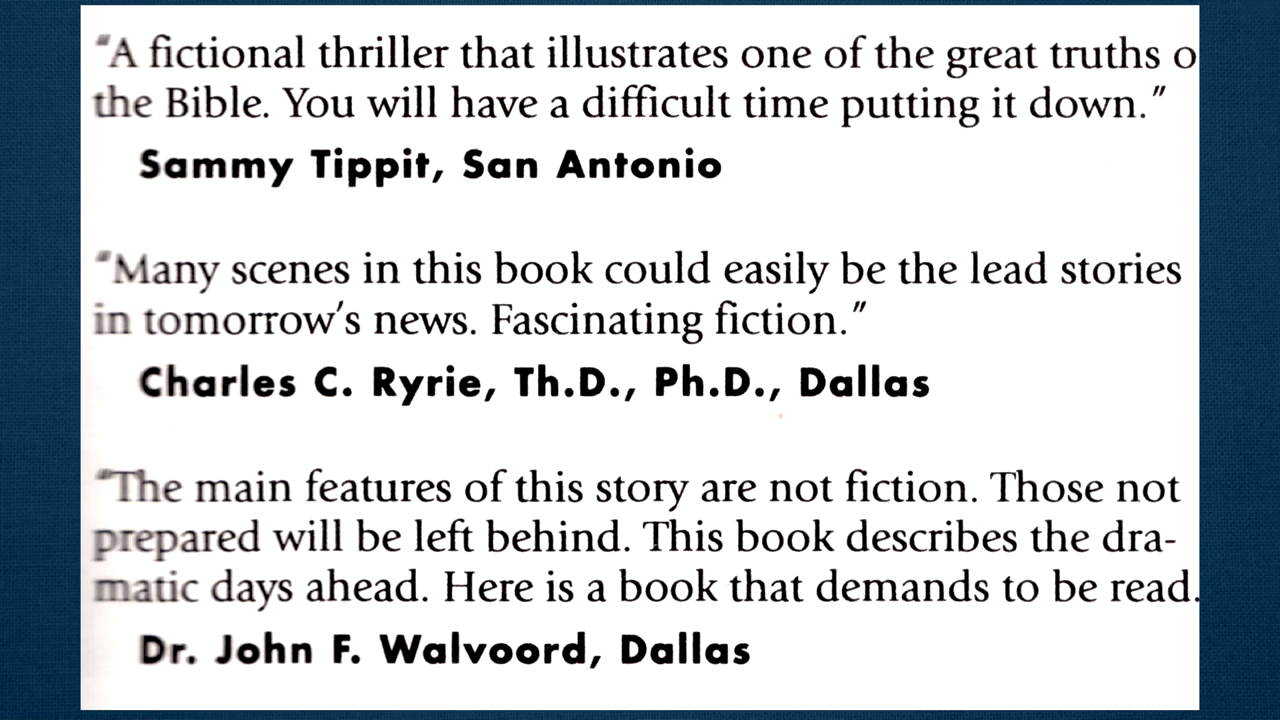 "A fictional thriller that illustrates one of the great truths o
the Bible. You will have a difficult time putting it down."
Sammy Tippit, San Antonio
"Many scenes in this book could easily be the lead stories
in tomorrow's news. Fascinating fiction."
Charles C. Ryrie, Th.D., Ph.D., Dallas
"The main features of this story are not fiction. Those not
prepared will be left behind. This book describes the dra-
matic days ahead. Here is a book that demands to be read.
Dr. John F. Walvoord, Dallas